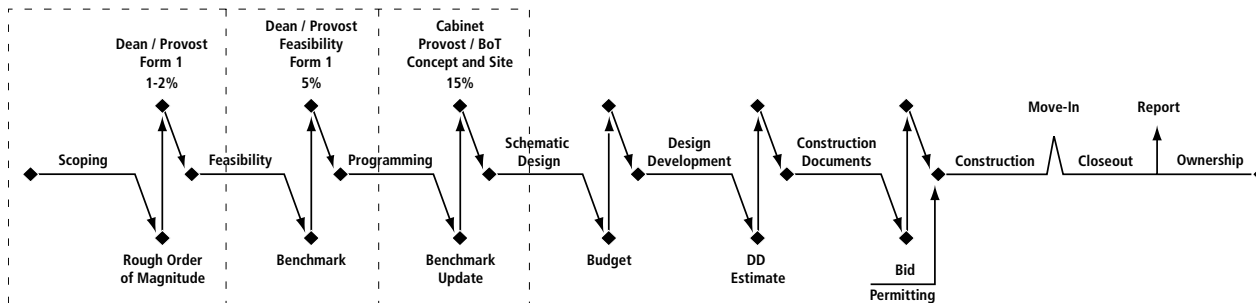 Dean / Provost
Form 1
1-2%
Dean / Provost
Feasibility
Form 1
5%
Cabinet
Provost / BoT
Concept and Site
15%
Scoping
Feasibility
Programming
Schematic
Design
Design
Development
Construction
Documents
Construction
Move-In
Closeout
Report
Ownership
Rough Order
of Magnitude
Benchmark
Benchmark
Update
Budget
DD
Estimate
Bid
Permitting